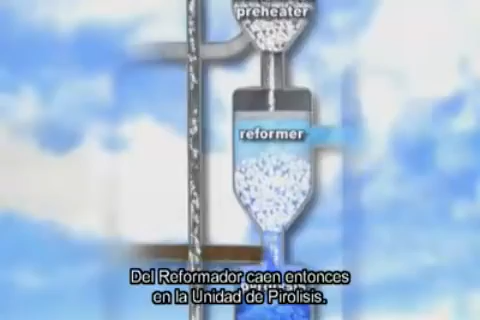 preheater
reformer
Del Reformador caen entonces
en la Unidad de Pirolisis.